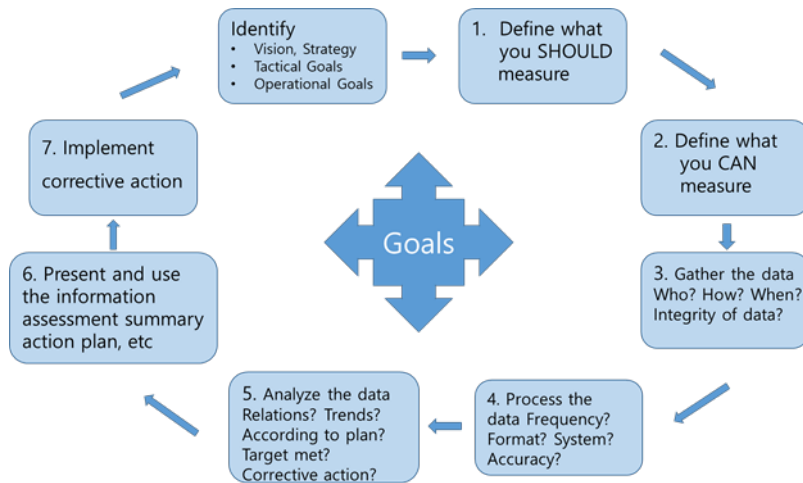 Identify
• Vision, Strategy
• Tactical Goals
• Operational Goals
1. Define what
you SHOULD
measure
2. Define what
you CAN
measure
3. Gather the data
Who? How? When?
Integrity of data?
4. Process the
data Frequency?
Format? System?
Accuracy?
5. Analyze the data
Relations? Trends?
According to plan?
Target met?
Corrective action?
6. Present and use
the information
assessment summary
action plan, etc
7. Implement
corrective action
Goals